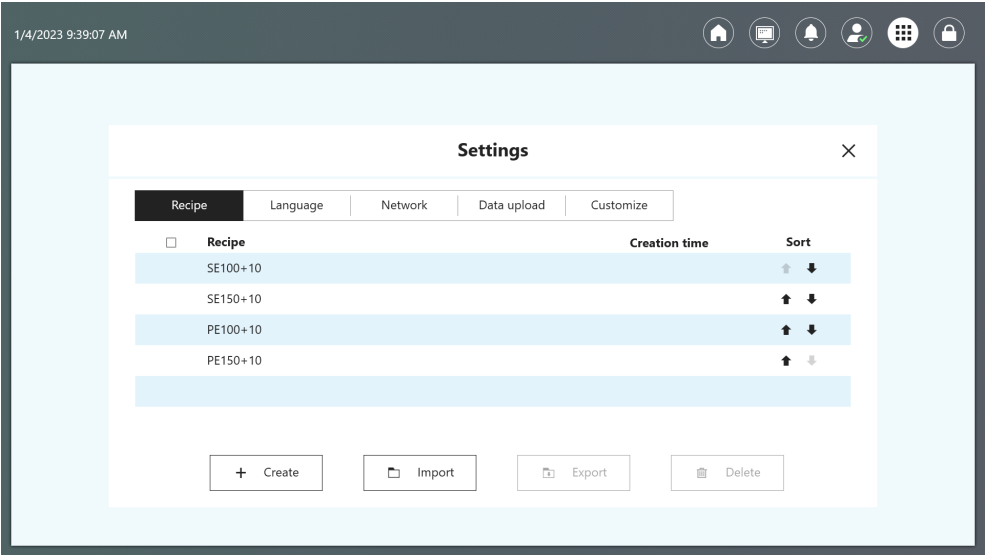 1/4/2023 9:39:07 AM
Settings
Recipe Language Network Data upload Customize
Recipe Creation time Sort
SE100+10
SE150+10
PE100+10
PE150+10
+ Create Import Export Delete